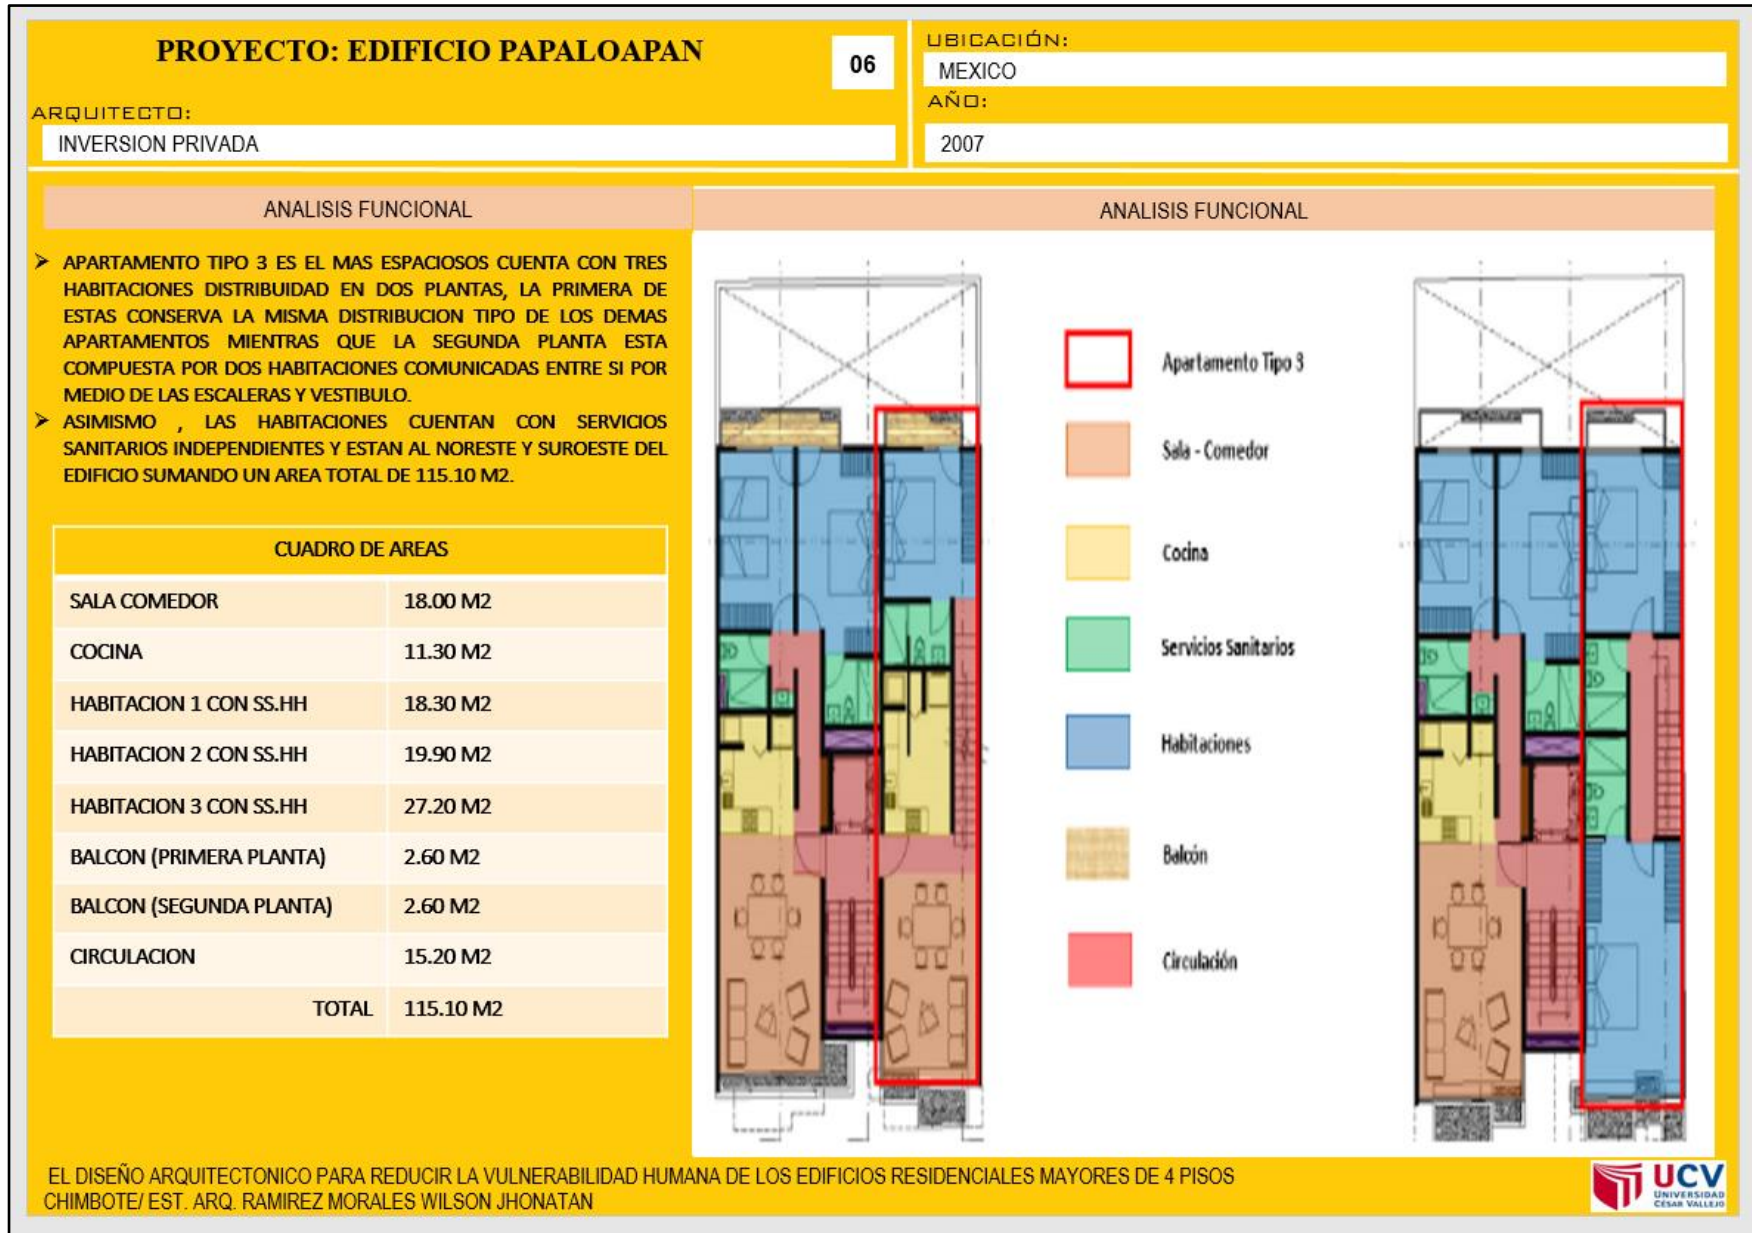 PROYECTO: EDIFICIO PAPALOAPAN
06
ARQUITECTO:
INVERSION PRIVADA
UBICACIÓN:
MEXICO
AÑO:
2007
ANALISIS FUNCIONAL
➢ APARTAMENTO TIPO 3 ES EL MAS ESPACIOSOS CUENTA CON TRES
HABITACIONES DISTRIBUIDAD EN DOS PLANTAS, LA PRIMERA DE
ESTAS CONSERVA LA MISMA DISTRIBUCION TIPO DE LOS DEMAS
APARTAMENTOS MIENTRAS QUE LA SEGUNDA PLANTA ESTA
COMPUESTA POR DOS HABITACIONES COMUNICADAS ENTRE SI POR
MEDIO DE LAS ESCALERAS Y VESTIBULO.
➢ ASIMISMO , LAS HABITACIONES CUENTAN CON SERVICIOS
SANITARIOS INDEPENDIENTES Y ESTAN AL NORESTE Y SUROESTE DEL
EDIFICIO SUMANDO UN AREA TOTAL DE 115.10 M2.
CUADRO DE AREAS
SALA COMEDOR 18.00 M2
COCINA 11.30 M2
HABITACION 1 CON SS.HH 18.30 M2
HABITACION 2 CON SS.HH 19.90 M2
HABITACION 3 CON SS.HH 27.20 M2
BALCON (PRIMERA PLANTA) 2.60 M2
BALCON (SEGUNDA PLANTA) 2.60 M2
CIRCULACION 15.20 M2
TOTAL 115.10 M2
ANALISIS FUNCIONAL
Apartamento Tipo 3
Sala - Comedor
Cocina
Servicios Sanitarios
Habitaciones
Balcón
Circulación
EL DISEÑO ARQUITECTONICO PARA REDUCIR LA VULNERABILIDAD HUMANA DE LOS EDIFICIOS RESIDENCIALES MAYORES DE 4 PISOS
CHIMBOTE/ EST. ARQ. RAMIREZ MORALES WILSON JHONATAN
UCV
UNIVERSIDAD
CÉSAR VALLEJO